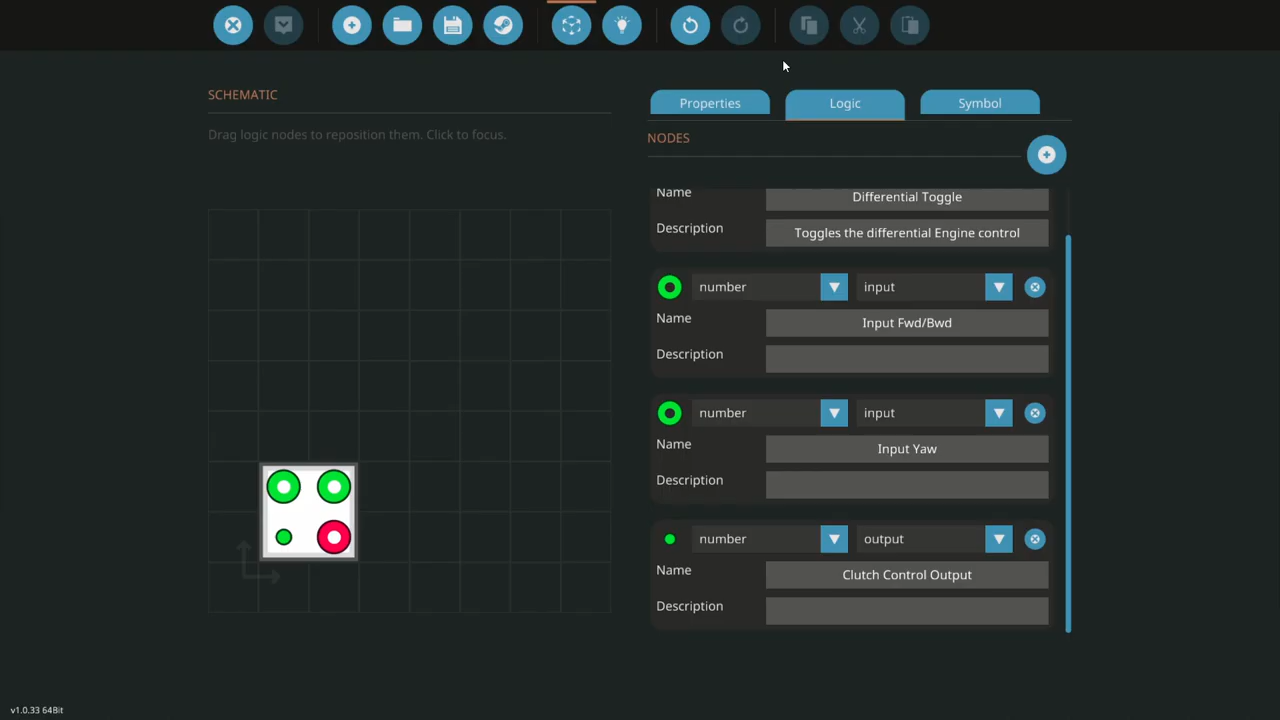 SCHEMATIC
Drag logic nodes to reposition them. Click to focus.
Properties
Logic
Symbol
NODES
Name
Differential Toggle
Description
Toggles the differential Engine control
number
input
Name
Input Fwd/Bwd
Description
number
input
Name
Input Yaw
Description
number
output
Name
Clutch Control Output
Description
v1.0.33 64Bit